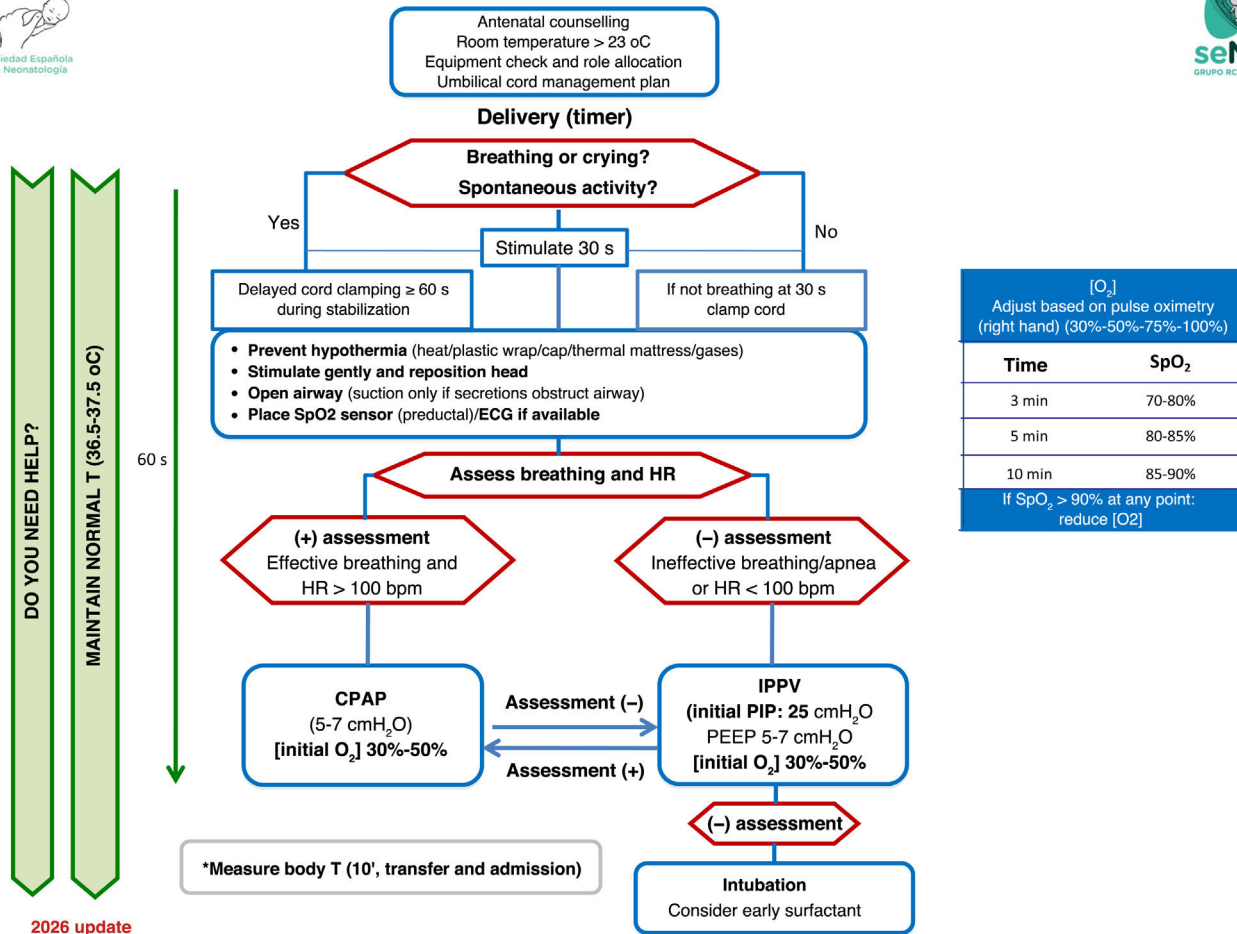 iedad Española
Neonatología
seN
GRUPO RC
Antenatal counselling
Room temperature > 23 oC
Equipment check and role allocation
Umbilical cord management plan
Delivery (timer)
Breathing or crying?
Spontaneous activity?
Yes
No
Stimulate 30 s
Delayed cord clamping ≥ 60 s
during stabilization
If not breathing at 30 s
clamp cord
• Prevent hypothermia (heat/plastic wrap/cap/thermal mattress/gases)
• Stimulate gently and reposition head
• Open airway (suction only if secretions obstruct airway)
• Place SpO2 sensor (preductal)/ECG if available
DO YOU NEED HELP?
MAINTAIN NORMAL T (36.5-37.5 oC)
60 s
Assess breathing and HR
(+) assessment
Effective breathing and
HR > 100 bpm
(−) assessment
Ineffective breathing/apnea
or HR < 100 bpm
CPAP
(5-7 cmH₂O)
[initial O₂] 30%-50%
Assessment (−)
Assessment (+)
IPPV
(initial PIP: 25 cmH₂O
PEEP 5-7 cmH₂O
[initial O₂] 30%-50%
(−) assessment
Intubation
Consider early surfactant
*Measure body T (10', transfer and admission)
2026 update
[O₂]
Adjust based on pulse oximetry
(right hand) (30%-50%-75%-100%)
Time SpO₂
3 min 70-80%
5 min 80-85%
10 min 85-90%
If SpO₂ > 90% at any point:
reduce [O2]